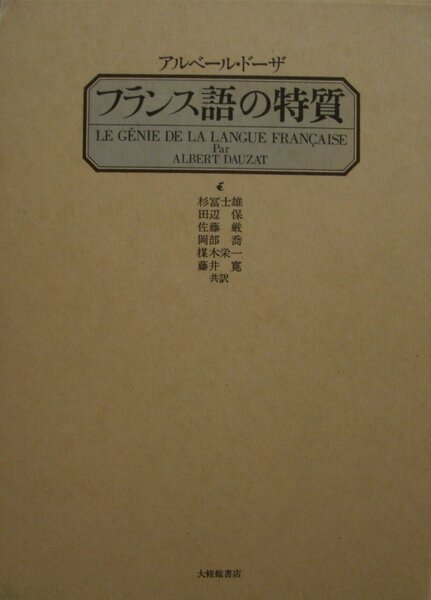 アルベール・ドーザ
フランス語の特質
LE GÉNIE DE LA LANGUE FRANÇAISE
Par
ALBERT DAUZAT
杉冨士雄
田辺 保
佐藤 厳
岡部 喬
楳木栄一
藤井 寛
共訳
大修館書店